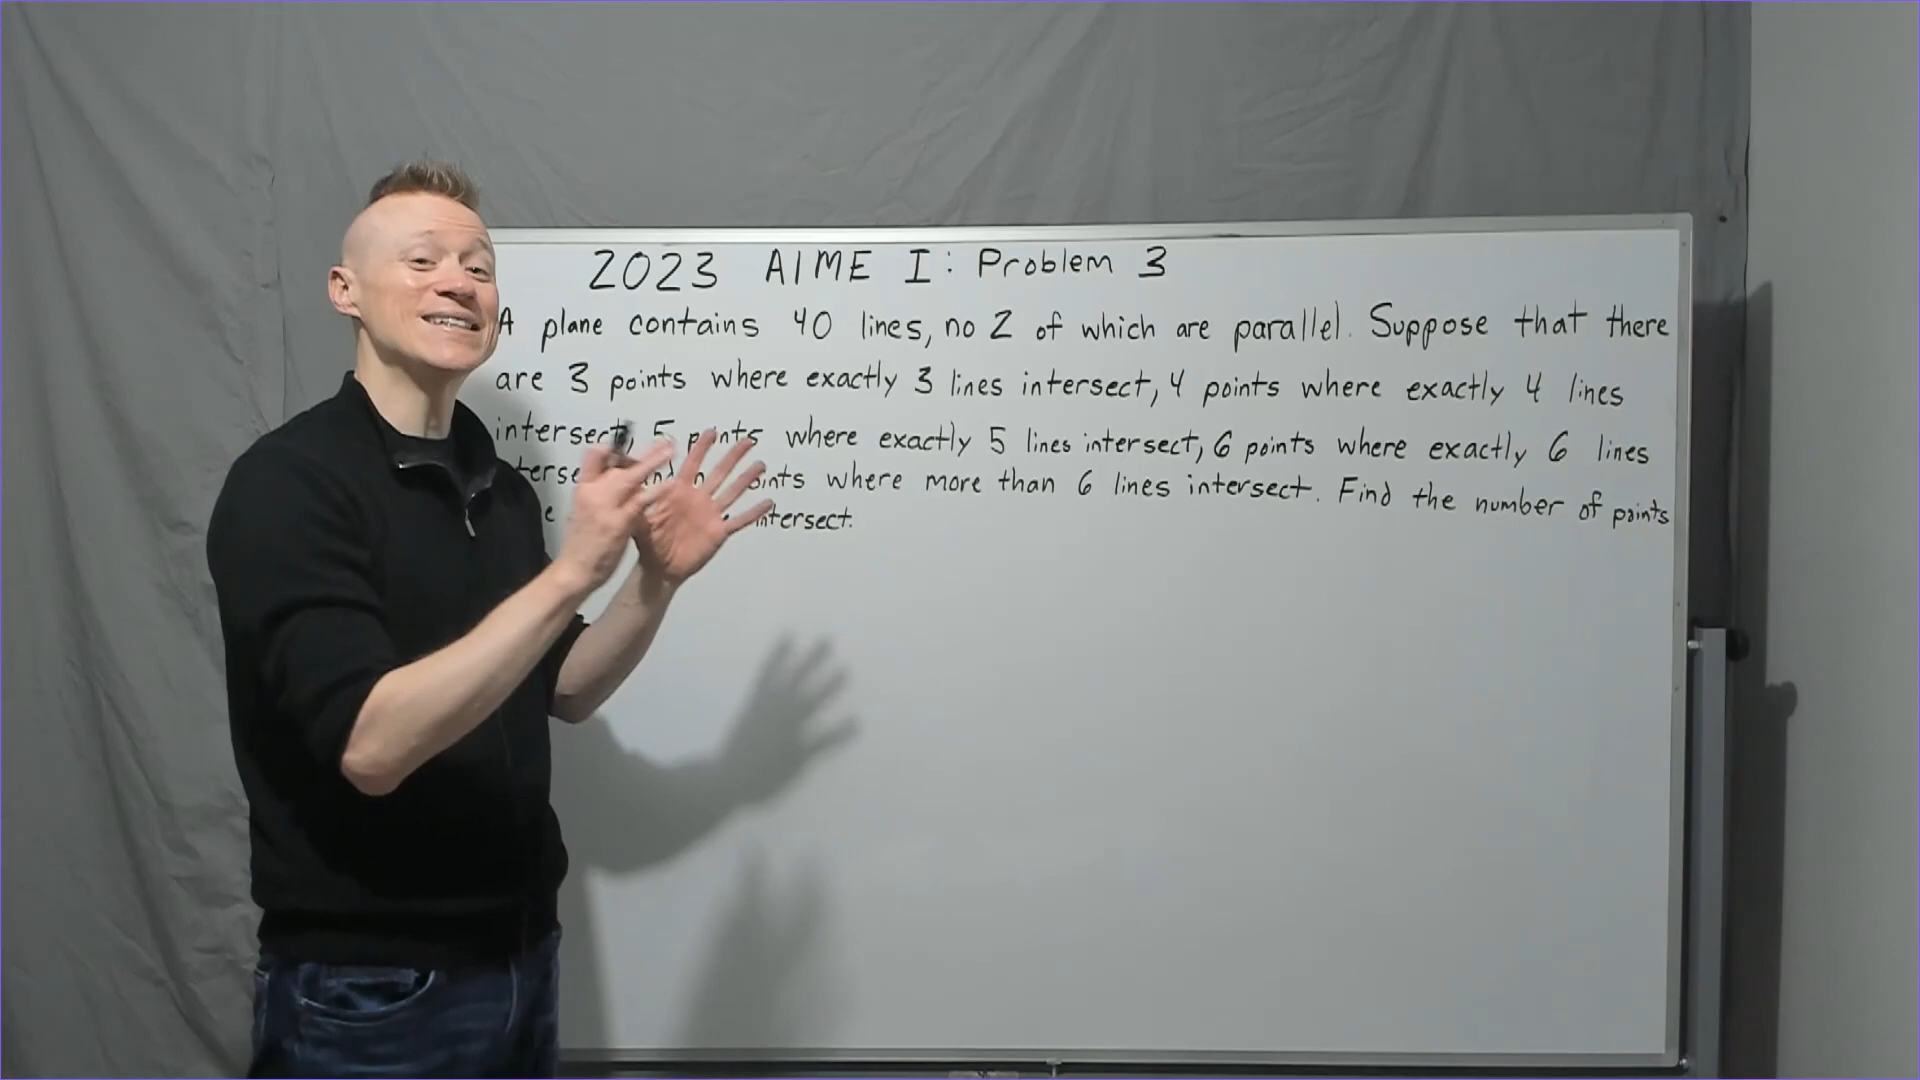 2023 AIME I: Problem 3
A plane contains 40 lines, no 2 of which are parallel. Suppose that there
are 3 points where exactly 3 lines intersect, 4 points where exactly 4 lines
intersect, 5 points where exactly 5 lines intersect, 6 points where exactly 6 lines
where more than 6 lines intersect. Find the number of points
intersect.